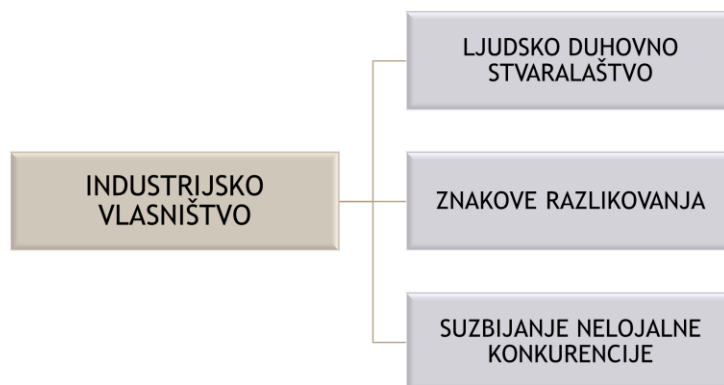 LJUDSKO DUHOVNO
STVARALAŠTVO
INDUSTRIJSKO
VLASNIŠTVO
ZNAKOVE RAZLIKOVANJA
SUZBIJANJE NELOJALNE
KONKURENCIJE